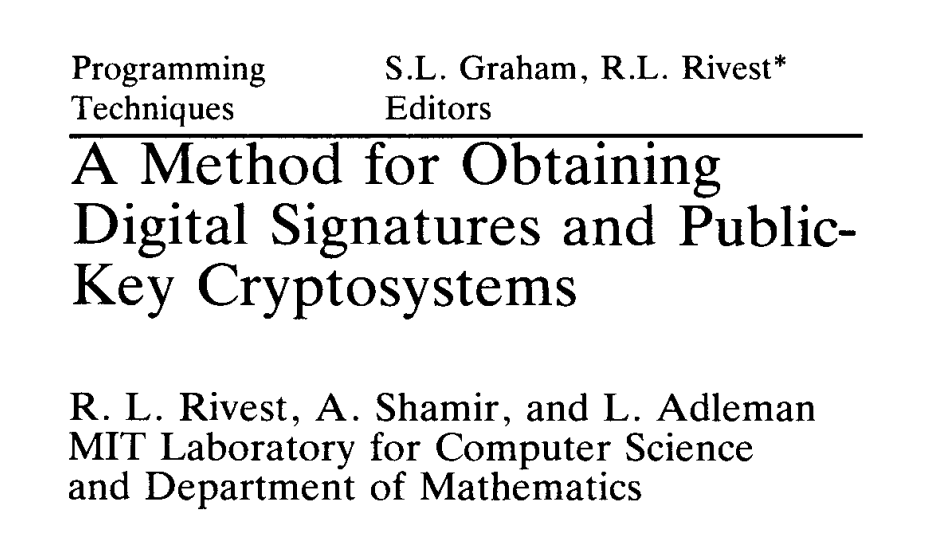 Programming
Techniques
S.L. Graham, R.L. Rivest*
Editors
A Method for Obtaining
Digital Signatures and Public-
Key Cryptosystems
R. L. Rivest, A. Shamir, and L. Adleman
MIT Laboratory for Computer Science
and Department of Mathematics